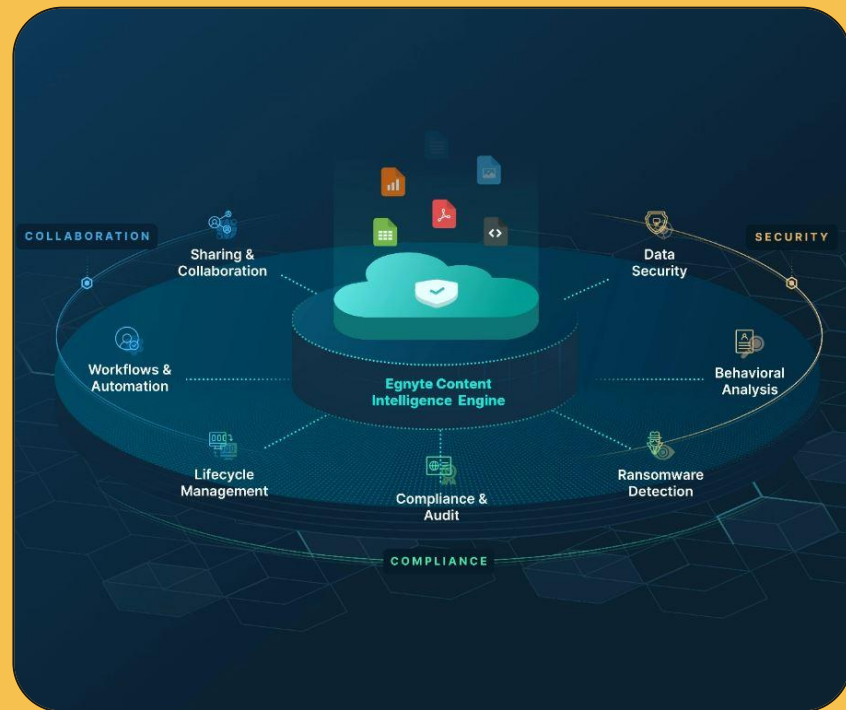 COLLABORATION
Sharing &
Collaboration
Data
Security
SECURITY
Workflows &
Automation
Egnyte Content
Intelligence Engine
Behavioral
Analysis
Lifecycle
Management
Compliance &
Audit
Ransomware
Detection
COMPLIANCE